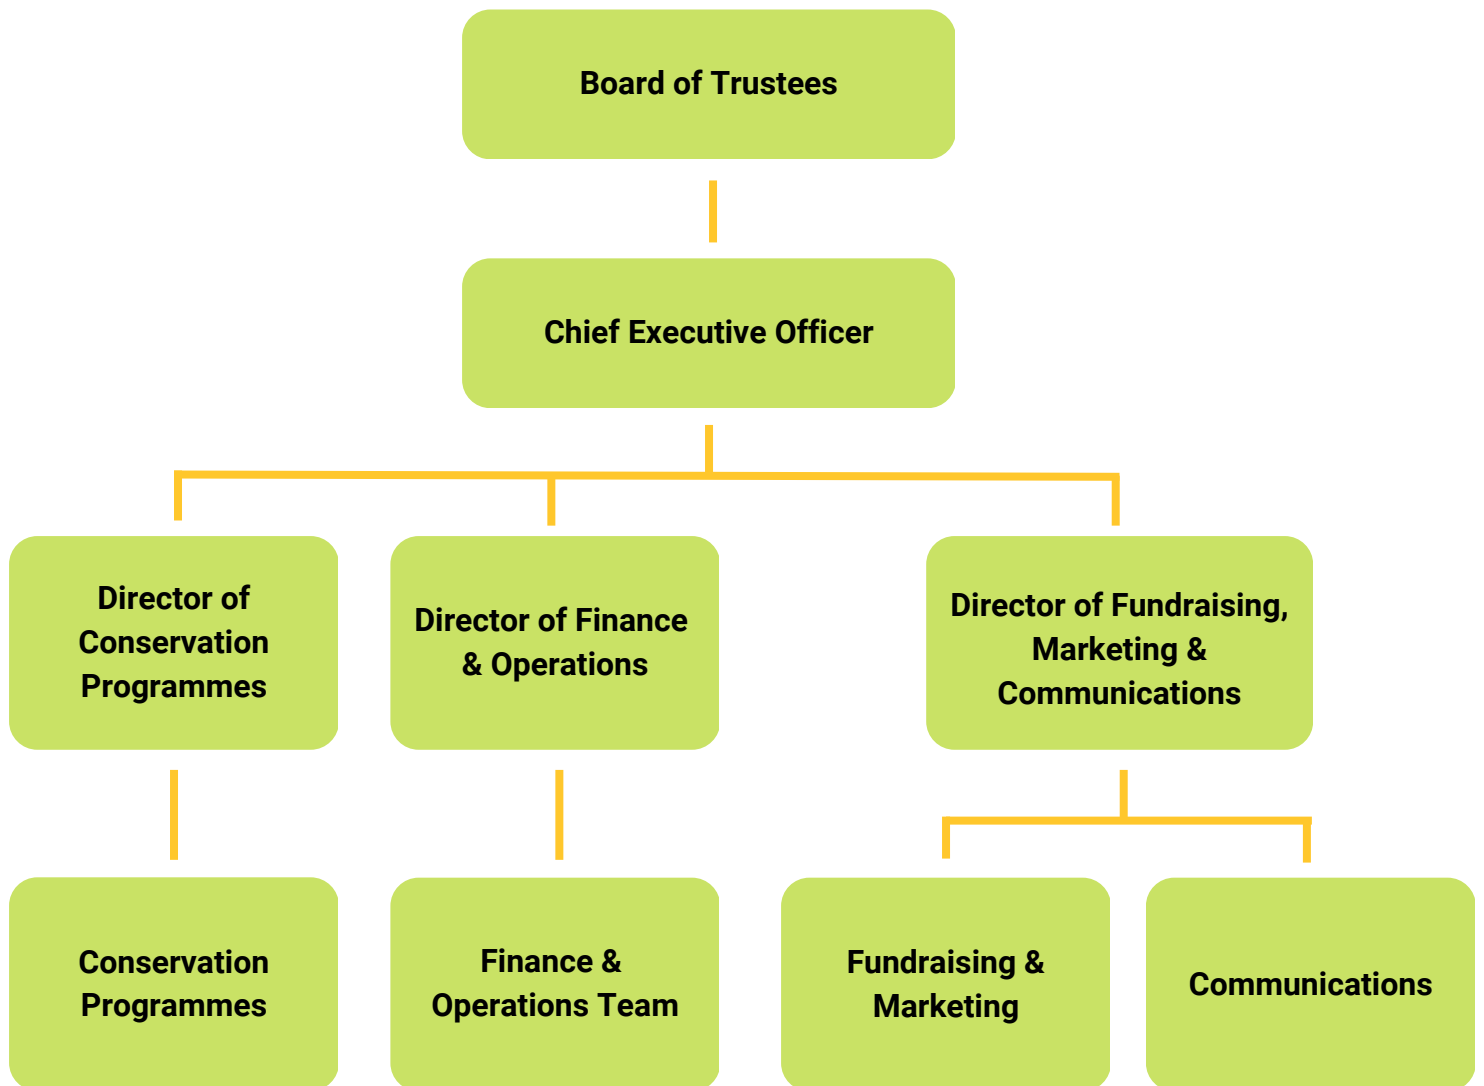 Board of Trustees
Chief Executive Officer
Director of
Conservation
Programmes
Director of Finance
& Operations
Director of Fundraising,
Marketing &
Communications
Conservation
Programmes
Finance &
Operations Team
Fundraising &
Marketing
Communications